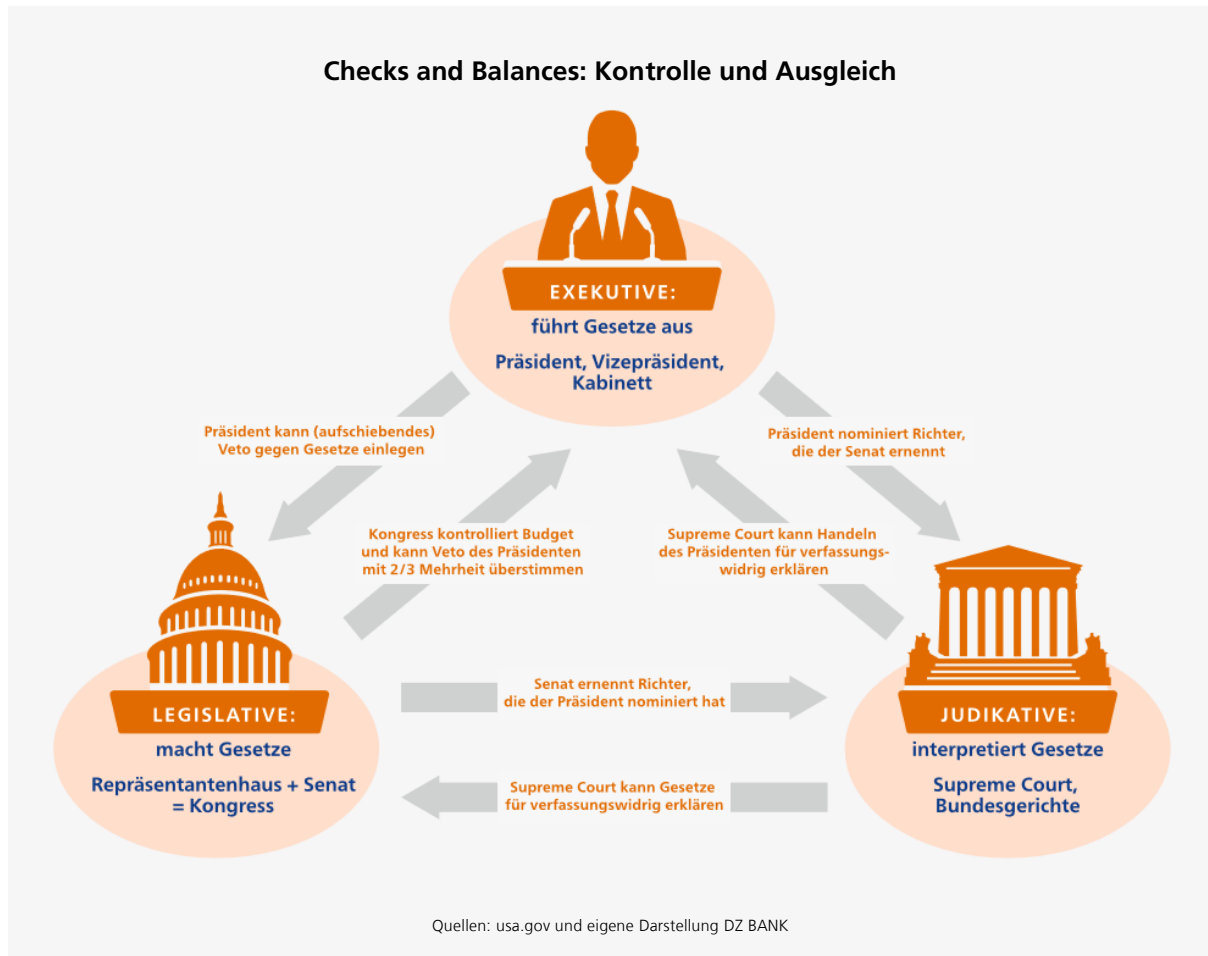 Checks and Balances: Kontrolle und Ausgleich
EXEKUTIVE:
führt Gesetze aus
Präsident, Vizepräsident,
Kabinett
Präsident kann (aufschiebendes)
Veto gegen Gesetze einlegen
Präsident nominiert Richter,
die der Senat ernennt
Kongress kontrolliert Budget
und kann Veto des Präsidenten
mit 2/3 Mehrheit überstimmen
Supreme Court kann Handeln
des Präsidenten für verfassungs-
widrig erklären
LEGISLATIVE:
macht Gesetze
Repräsentantenhaus + Senat
= Kongress
Senat ernennt Richter,
die der Präsident nominiert hat
Supreme Court kann Gesetze
für verfassungswidrig erklären
JUDIKATIVE:
interpretiert Gesetze
Supreme Court,
Bundesgerichte
Quellen: usa.gov und eigene Darstellung DZ BANK